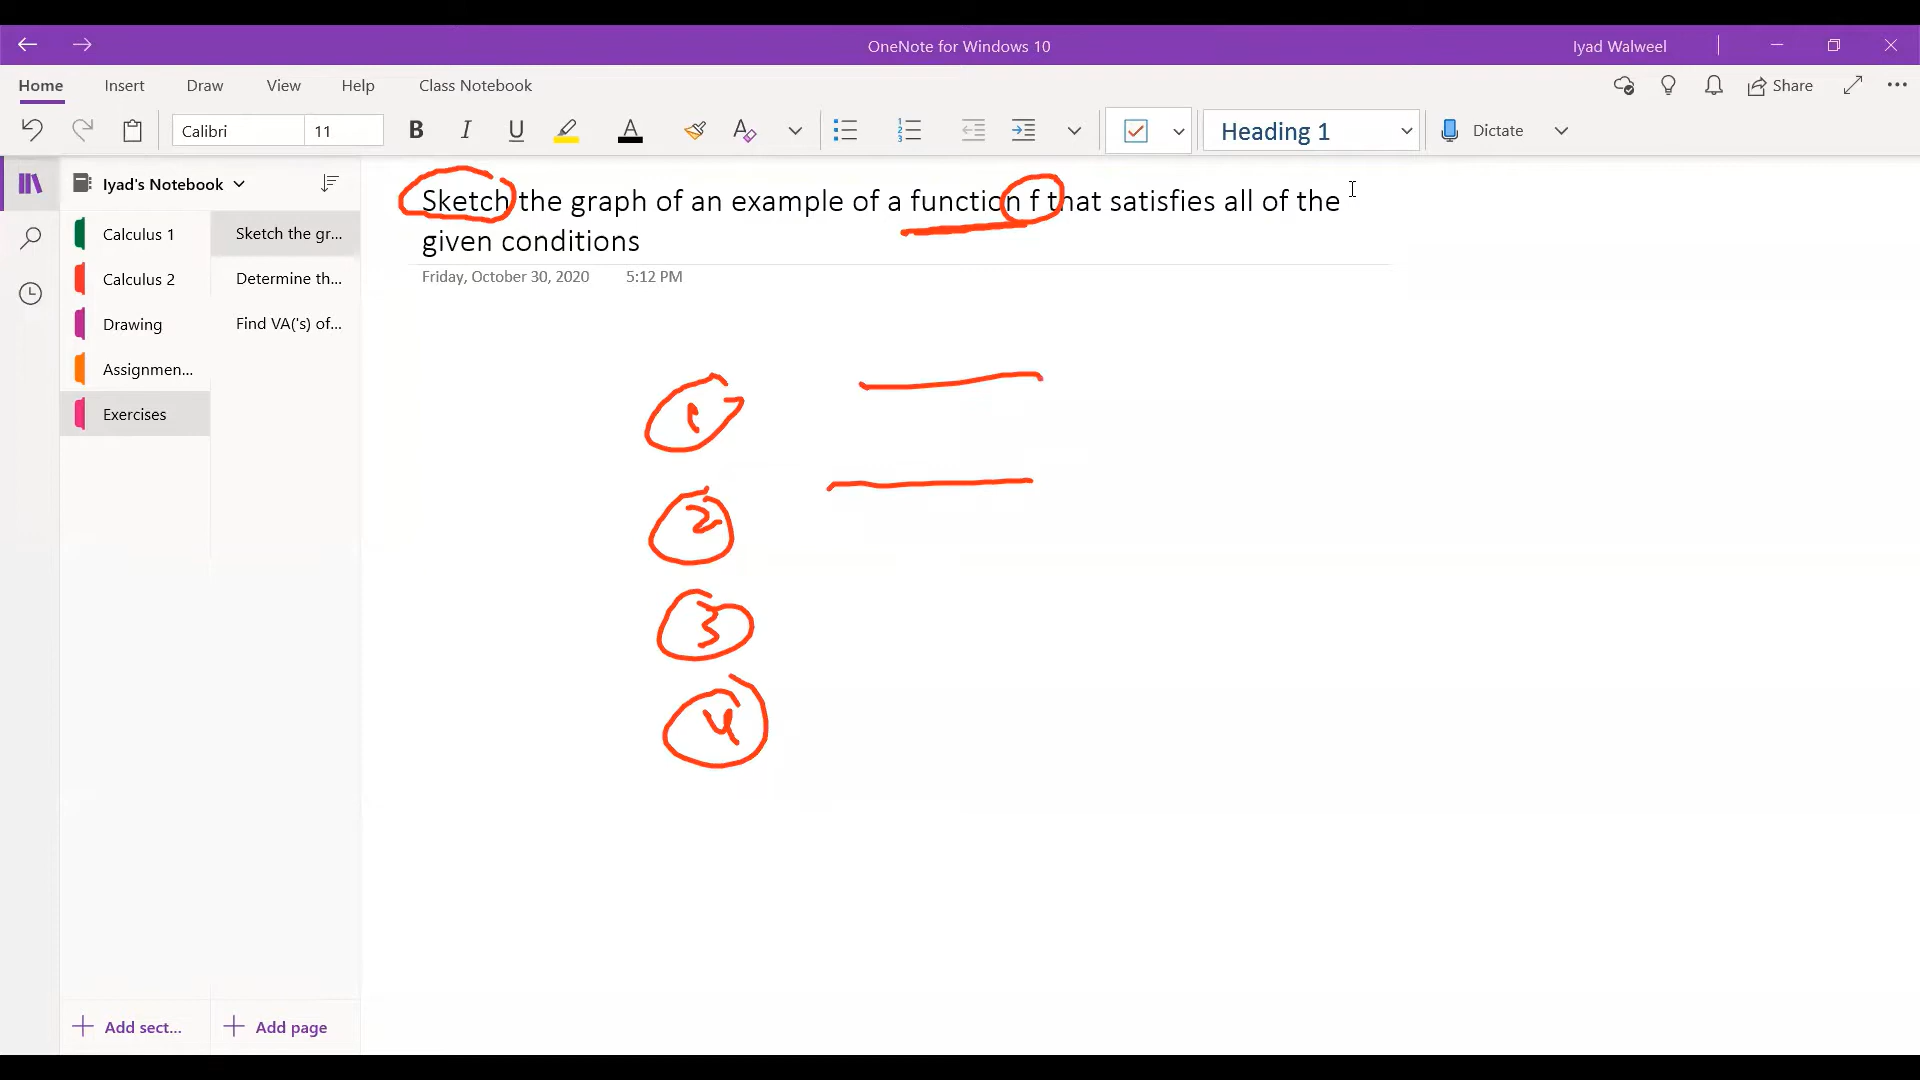 OneNote for Windows 10
Iyad Walweel
Home Insert Draw View Help Class Notebook
Share
Calibri 11 B I U A A Heading 1 Dictate
Iyad's Notebook
Calculus 1
Calculus 2
Drawing
Assignmen...
Exercises
Add sect...
Sketch the gr...
Determine th...
Find VA('s) of...
Add page
Sketch the graph of an example of a function f that satisfies all of the
given conditions
Friday, October 30, 2020 5:12 PM
1
2
3
4